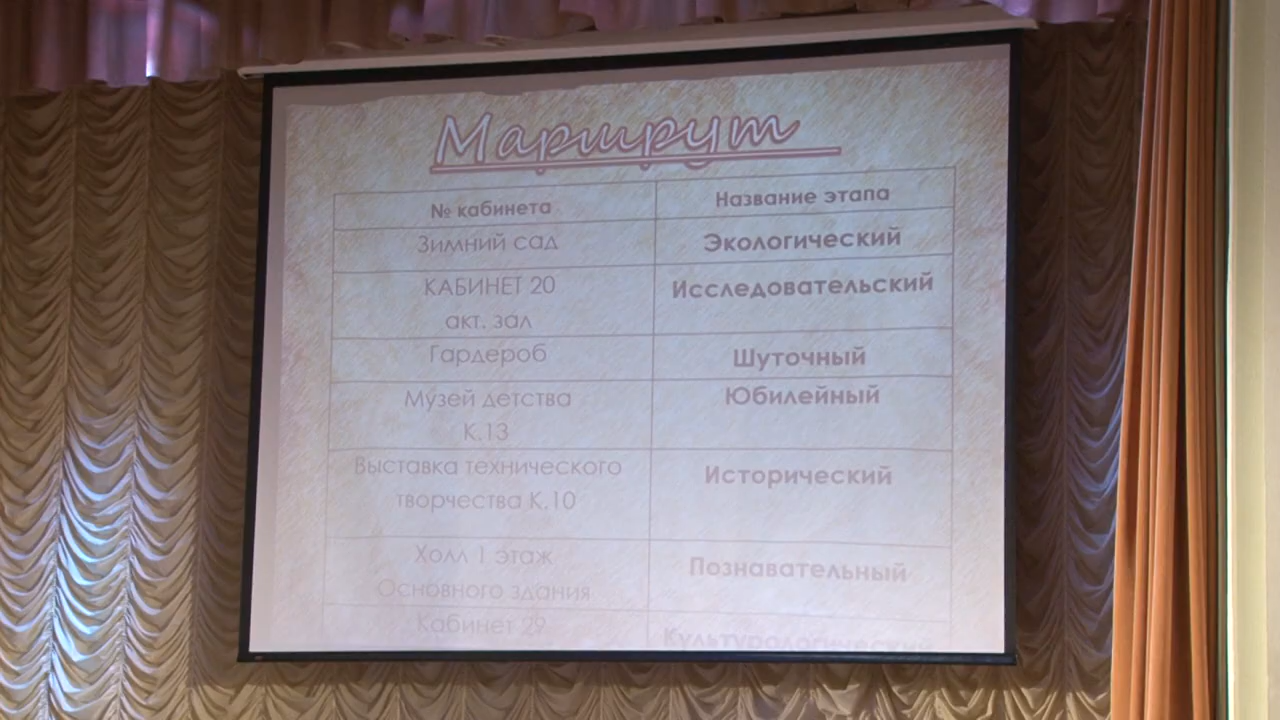 Маршрут
№ кабинета
Название этапа
Зимний сад
Экологический
КАБИНЕТ 20
акт. зал
Исследовательский
Гардероб
Шуточный
Музей детства
К.13
Юбилейный
Выставка технического
творчества К.10
Исторический
Холл 1 этаж
Основного здания
Познавательный
Кабинет 29
Культурологический